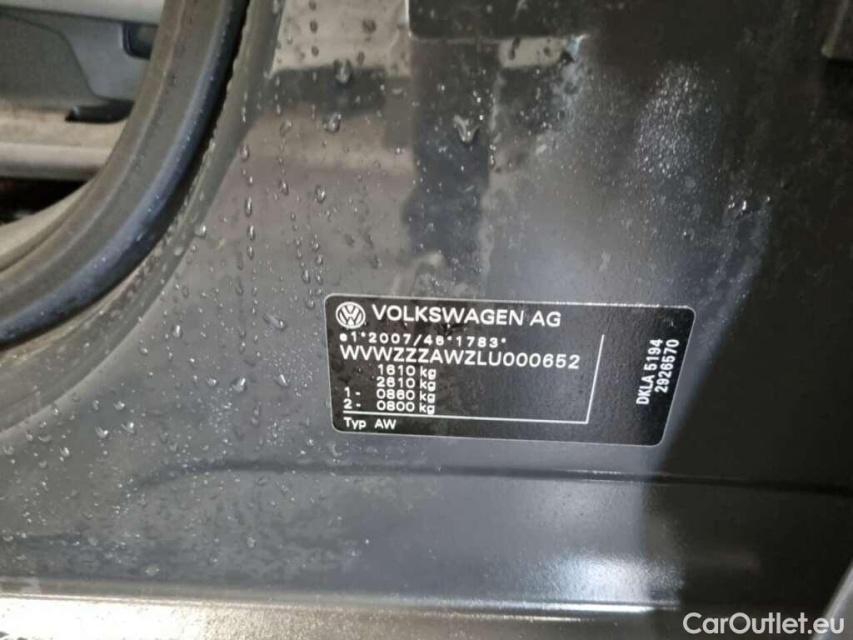 VOLKSWAGEN AG
e1*2007/46*1783*
WVWZZZAWZLU000652
1610 kg
2610 kg
1- 0860 kg
2- 0800 kg
Typ AW
DKLA 5194
2926570
CarOutlet.eu